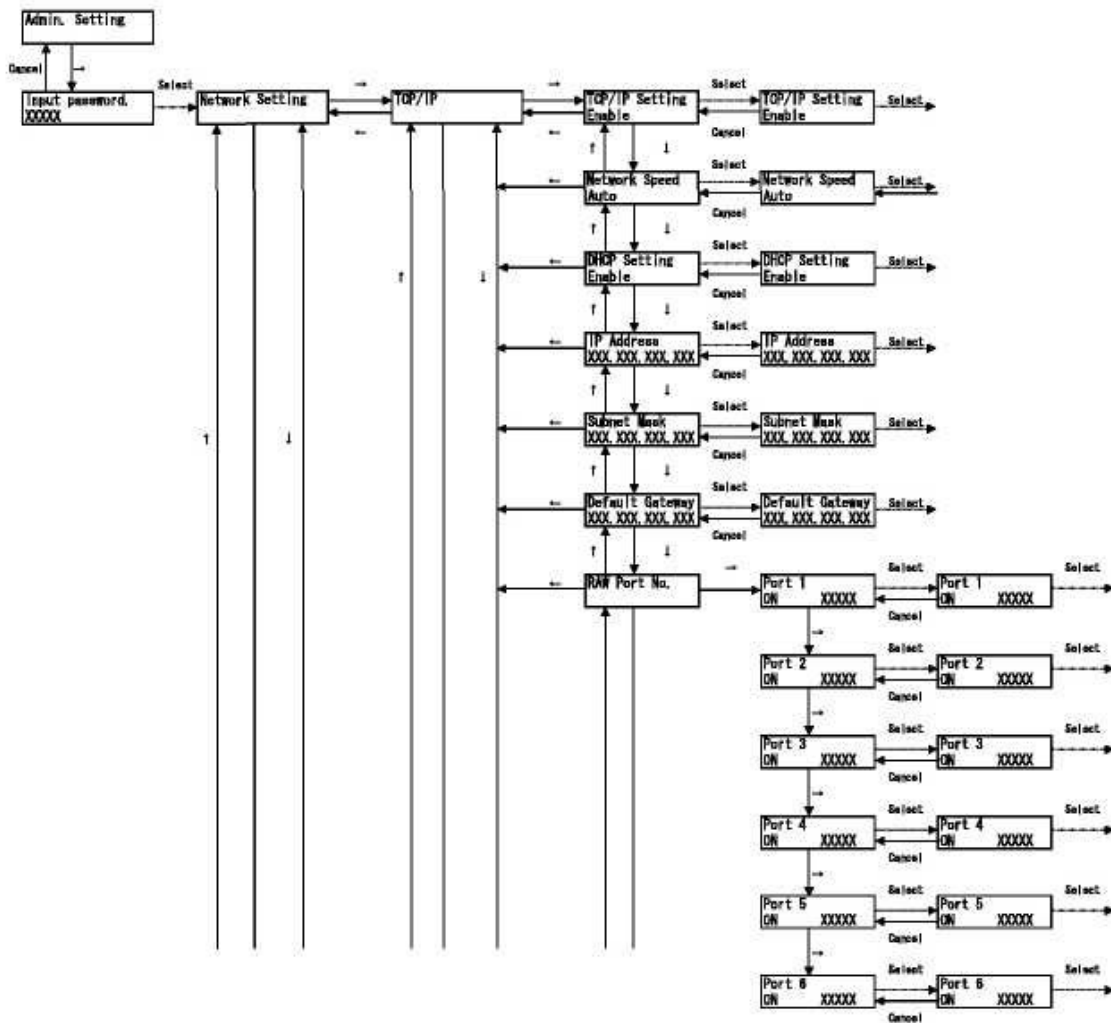 Admin. Setting
Cancel →
Select → → Select
Input password. Network Setting TCP/IP TCP/IP Setting TCP/IP Setting Select
XXXXX Enable Enable
← ← Cancel
↑ ↓ Select
← Network Speed Network Speed Select
Auto Auto
Cancel
↑ ↓ Select
← DHCP Setting DHCP Setting Select
↑ ↓ Enable Enable
Cancel
↑ ↓ Select
← IP Address IP Address Select
XXX.XXX.XXX.XXX XXX.XXX.XXX.XXX
Cancel
↑ ↓ Select
← Subnet Mask Subnet Mask Select
↑ ↓ XXX.XXX.XXX.XXX XXX.XXX.XXX.XXX
Cancel
↑ ↓ Select
← Default Gateway Default Gateway Select
XXX.XXX.XXX.XXX XXX.XXX.XXX.XXX
Cancel
↑ ↓ → Select Select
← RAW Port No. Port 1 Port 1
ON XXXXX ON XXXXX
Cancel
→
Select Select
Port 2 Port 2
ON XXXXX ON XXXXX
Cancel
→
Select Select
Port 3 Port 3
ON XXXXX ON XXXXX
Cancel
→
Select Select
Port 4 Port 4
ON XXXXX ON XXXXX
Cancel
→
Select Select
Port 5 Port 5
ON XXXXX ON XXXXX
Cancel
→
Select Select
Port 6 Port 6
ON XXXXX ON XXXXX
Cancel